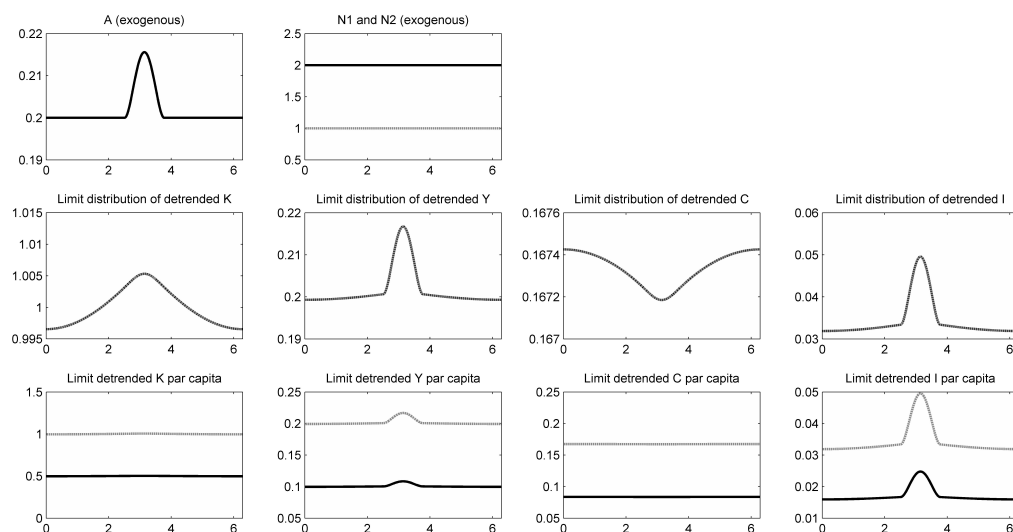 A (exogenous)
0.22
0.21
0.2
0.19
0 2 4 6
N1 and N2 (exogenous)
2.5
2
1.5
1
0.5
0 2 4 6
Limit distribution of detrended K
1.015
1.01
1.005
1
0.995
0 2 4 6
Limit distribution of detrended Y
0.22
0.21
0.2
0.19
0 2 4 6
Limit distribution of detrended C
0.1676
0.1674
0.1672
0.167
0 2 4 6
Limit distribution of detrended I
0.06
0.05
0.04
0.03
0 2 4 6
Limit detrended K par capita
1.5
1
0.5
0
0 2 4 6
Limit detrended Y par capita
0.25
0.2
0.15
0.1
0.05
0 2 4 6
Limit detrended C par capita
0.25
0.2
0.15
0.1
0.05
0 2 4 6
Limit detrended I par capita
0.05
0.04
0.03
0.02
0.01
0 2 4 6